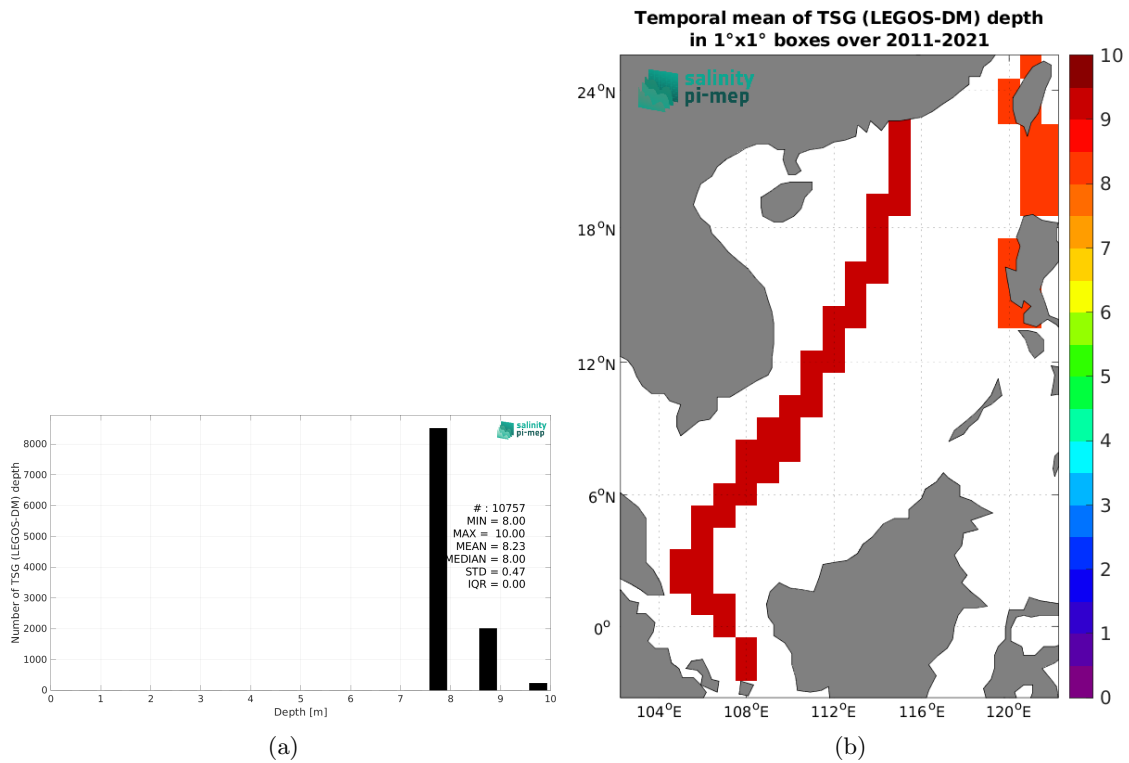 Temporal mean of TSG (LEGOS-DM) depth
in 1°x1° boxes over 2011-2021
salinity
pi-mep
24°N
18°N
12°N
6°N
0°
104°E
108°E
112°E
116°E
120°E
10
9
8
7
6
5
4
3
2
1
0
Number of TSG (LEGOS-DM) depth
8000
7000
6000
5000
4000
3000
2000
1000
0
salinity
pi-mep
# : 10757
MIN = 8.00
MAX = 10.00
MEAN = 8.23
MEDIAN = 8.00
STD = 0.47
IQR = 0.00
0 1 2 3 4 5 6 7 8 9 10
Depth [m]
(a)
(b)